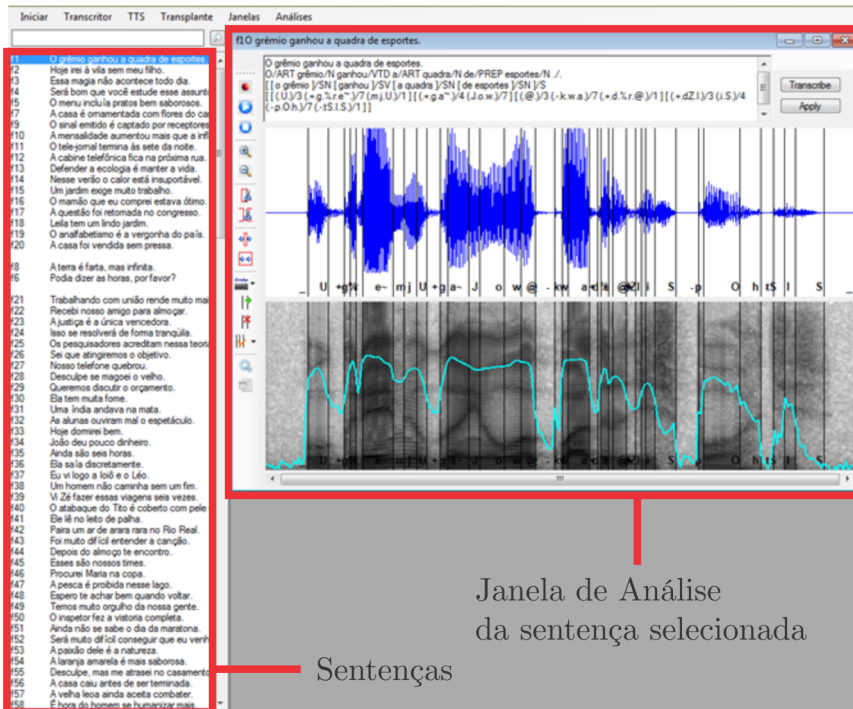 Iniciar Transcritor TTS Transplante Janelas Análises
f1 O grêmio ganhou a quadra de esportes.
f2 Hoje irei à vila sem meu filho.
f3 Essa magia não acontece todo dia.
f4 Será bom que você estude esse assunt
f5 O menu incluía pratos bem saborosos.
f7 A casa é ornamentada com flores do ca
f9 O sinal emitido é captado por receptores
f10 A mensalidade aumentou mais que a infl
f11 O tele-jornal termina às sete da noite.
f12 A cabine telefônica fica na próxima rua.
f13 Defender a ecologia é manter a vida.
f14 Nesse verão o calor está insuportável.
f15 Um jardim exige muito trabalho.
f16 O mamão que eu comprei estava ótimo.
f17 A questão foi retomada no congresso.
f18 Leila tem um lindo jardim.
f19 O analfabetismo é a vergonha do país.
f20 A casa foi vendida sem pressa.
f8 A terra é farta, mas infinita.
f6 Podia dizer as horas, por favor?
f21 Trabalhando com união rende muito mai
f22 Recebi nosso amigo para almoçar.
f23 A justiça é a única vencedora.
f24 Isso se resolverá de forma tranqüila.
f25 Os pesquisadores acreditam nessa teoria
f26 Sei que atingiremos o objetivo.
f27 Nosso telefone quebrou.
f28 Desculpe se magoei o velho.
f29 Queremos discutir o orçamento.
f30 Ela tem muita fome.
f31 Uma índia andava na mata.
f32 As alunas ouviram mal o espetáculo.
f33 Hoje dormirei bem.
f34 João deu pouco dinheiro.
f35 Ainda são seis horas.
f36 Ela saía discretamente.
f37 Eu vi logo a Ioiô e o Léo.
f38 Um homem não caminha sem um fim.
f39 Vi Zé fazer essas viagens seis vezes.
f40 O atabaque do Tito é coberto com pele
f41 Ele lê no leito de palha.
f42 Paira um ar de arara rara no Rio Real.
f43 Foi muito difícil entender a canção.
f44 Depois do almoço te encontro.
f45 Esses são nossos times.
f46 Procurei Maria na copa.
f47 A pesca é proibida nesse lago.
f48 Espero te achar bem quando voltar.
f49 Temos muito orgulho da nossa gente.
f50 O inspetor fez a vistoria completa.
f51 Ainda não se sabe o dia da maratona.
f52 Será muito difícil conseguir que eu venh
f53 A paixão dele é a natureza.
f54 A laranja amarela é mais saborosa.
f55 Desculpe, mas me atrasei no casamento
f56 A casa caiu antes de ser terminada.
f57 A velha leoa ainda aceita combater.
f58 É hora do homem se humanizar mais.
f1O grêmio ganhou a quadra de esportes.
O grêmio ganhou a quadra de esportes.
O/ART grêmio/N ganhou/VTD a/ART quadra/N de/PREP esportes/N ./.
[ [ o grêmio ]/SN [ganhou ]/SV [ a quadra ]/SN [ de esportes ]/SN ]/S
Transcribe
Apply
Janela de Análise
da sentença selecionada
Sentenças